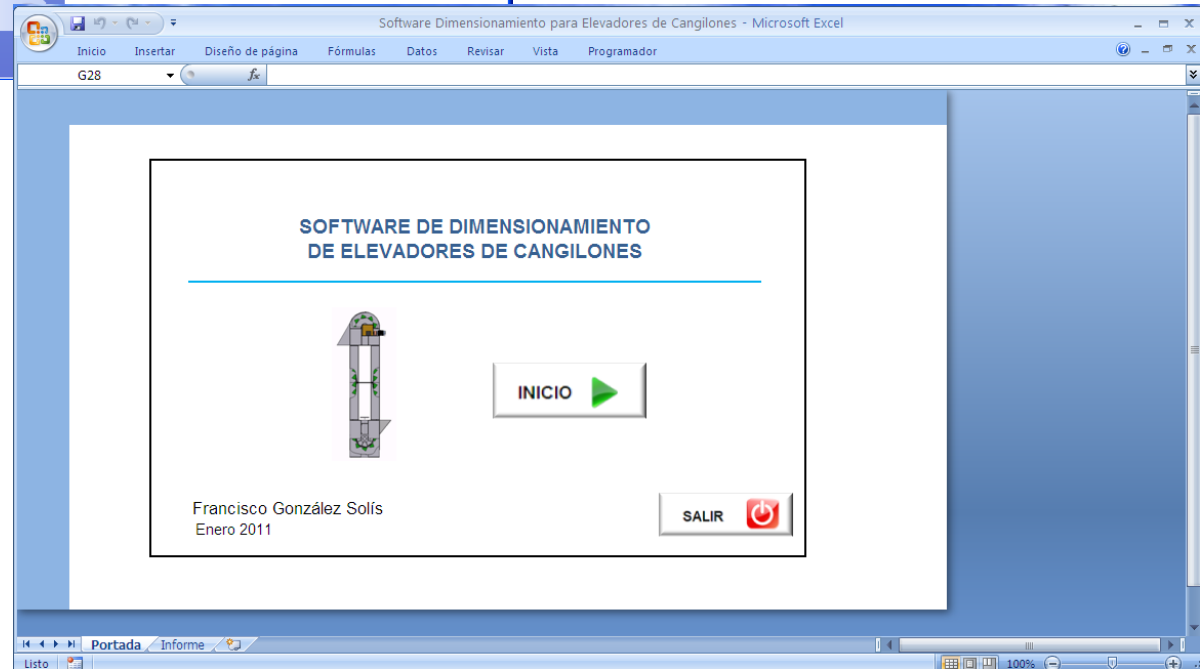 Software Dimensionamiento para Elevadores de Cangilones - Microsoft Excel
Inicio Insertar Diseño de página Fórmulas Datos Revisar Vista Programador
G28 fx
SOFTWARE DE DIMENSIONAMIENTO
DE ELEVADORES DE CANGILONES
INICIO
Francisco González Solís
Enero 2011
SALIR
Portada Informe
Listo 100%